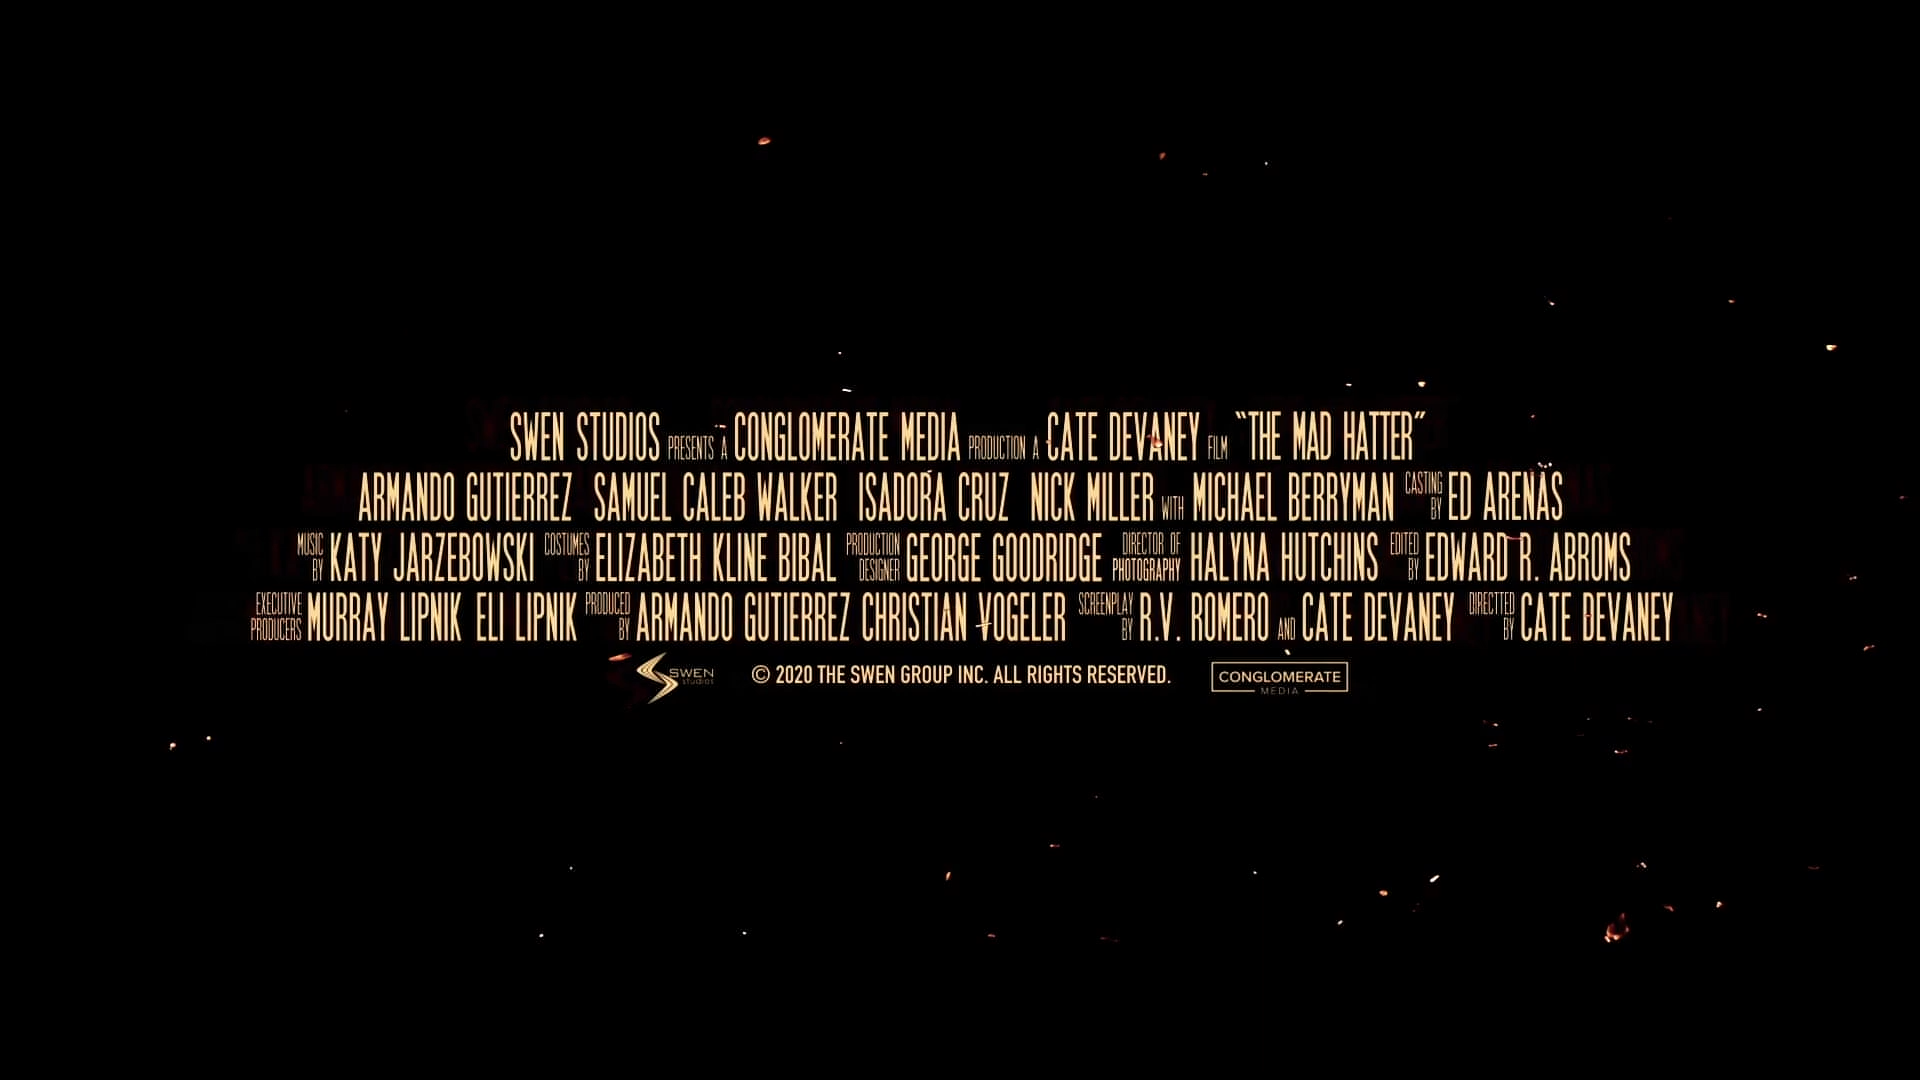 SWEN STUDIOS PRESENTS A CONGLOMERATE MEDIA PRODUCTION A CATE DEVANEY FILM “THE MAD HATTER”
ARMANDO GUTIERREZ SAMUEL CALEB WALKER ISADORA CRUZ NICK MILLER WITH MICHAEL BERRYMAN CASTING BY ED ARENAS
MUSIC BY KATY JARZEBOWSKI COSTUMES BY ELIZABETH KLINE BIBAL PRODUCTION DESIGNER GEORGE GOODRIDGE DIRECTOR OF PHOTOGRAPHY HALYNA HUTCHINS EDITED BY EDWARD R. ABROMS
EXECUTIVE PRODUCERS MURRAY LIPNIK ELI LIPNIK PRODUCED BY ARMANDO GUTIERREZ CHRISTIAN VOGELER SCREENPLAY BY R.V. ROMERO AND CATE DEVANEY DIRECTTED BY CATE DEVANEY
SWEN studios © 2020 THE SWEN GROUP INC. ALL RIGHTS RESERVED. CONGLOMERATE MEDIA